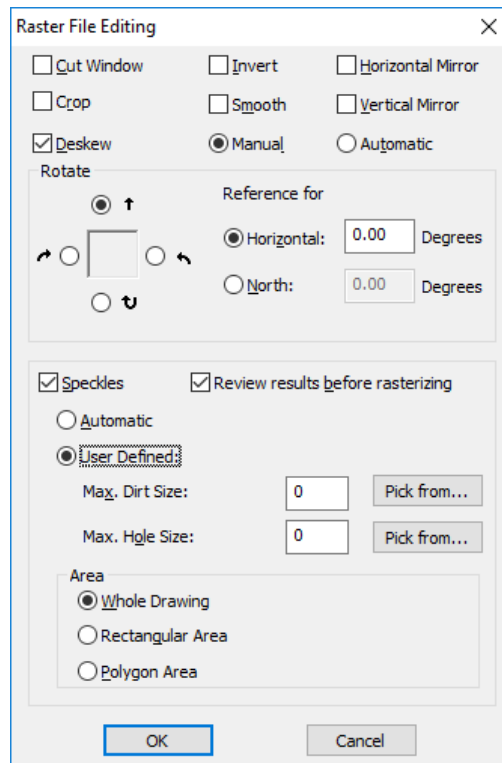 Raster File Editing
Cut Window Invert Horizontal Mirror
Crop Smooth Vertical Mirror
Deskew Manual Automatic
Rotate
Reference for
Horizontal: 0.00 Degrees
North: 0.00 Degrees
Speckles Review results before rasterizing
Automatic
User Defined:
Max. Dirt Size: 0 Pick from...
Max. Hole Size: 0 Pick from...
Area
Whole Drawing
Rectangular Area
Polygon Area
OK Cancel